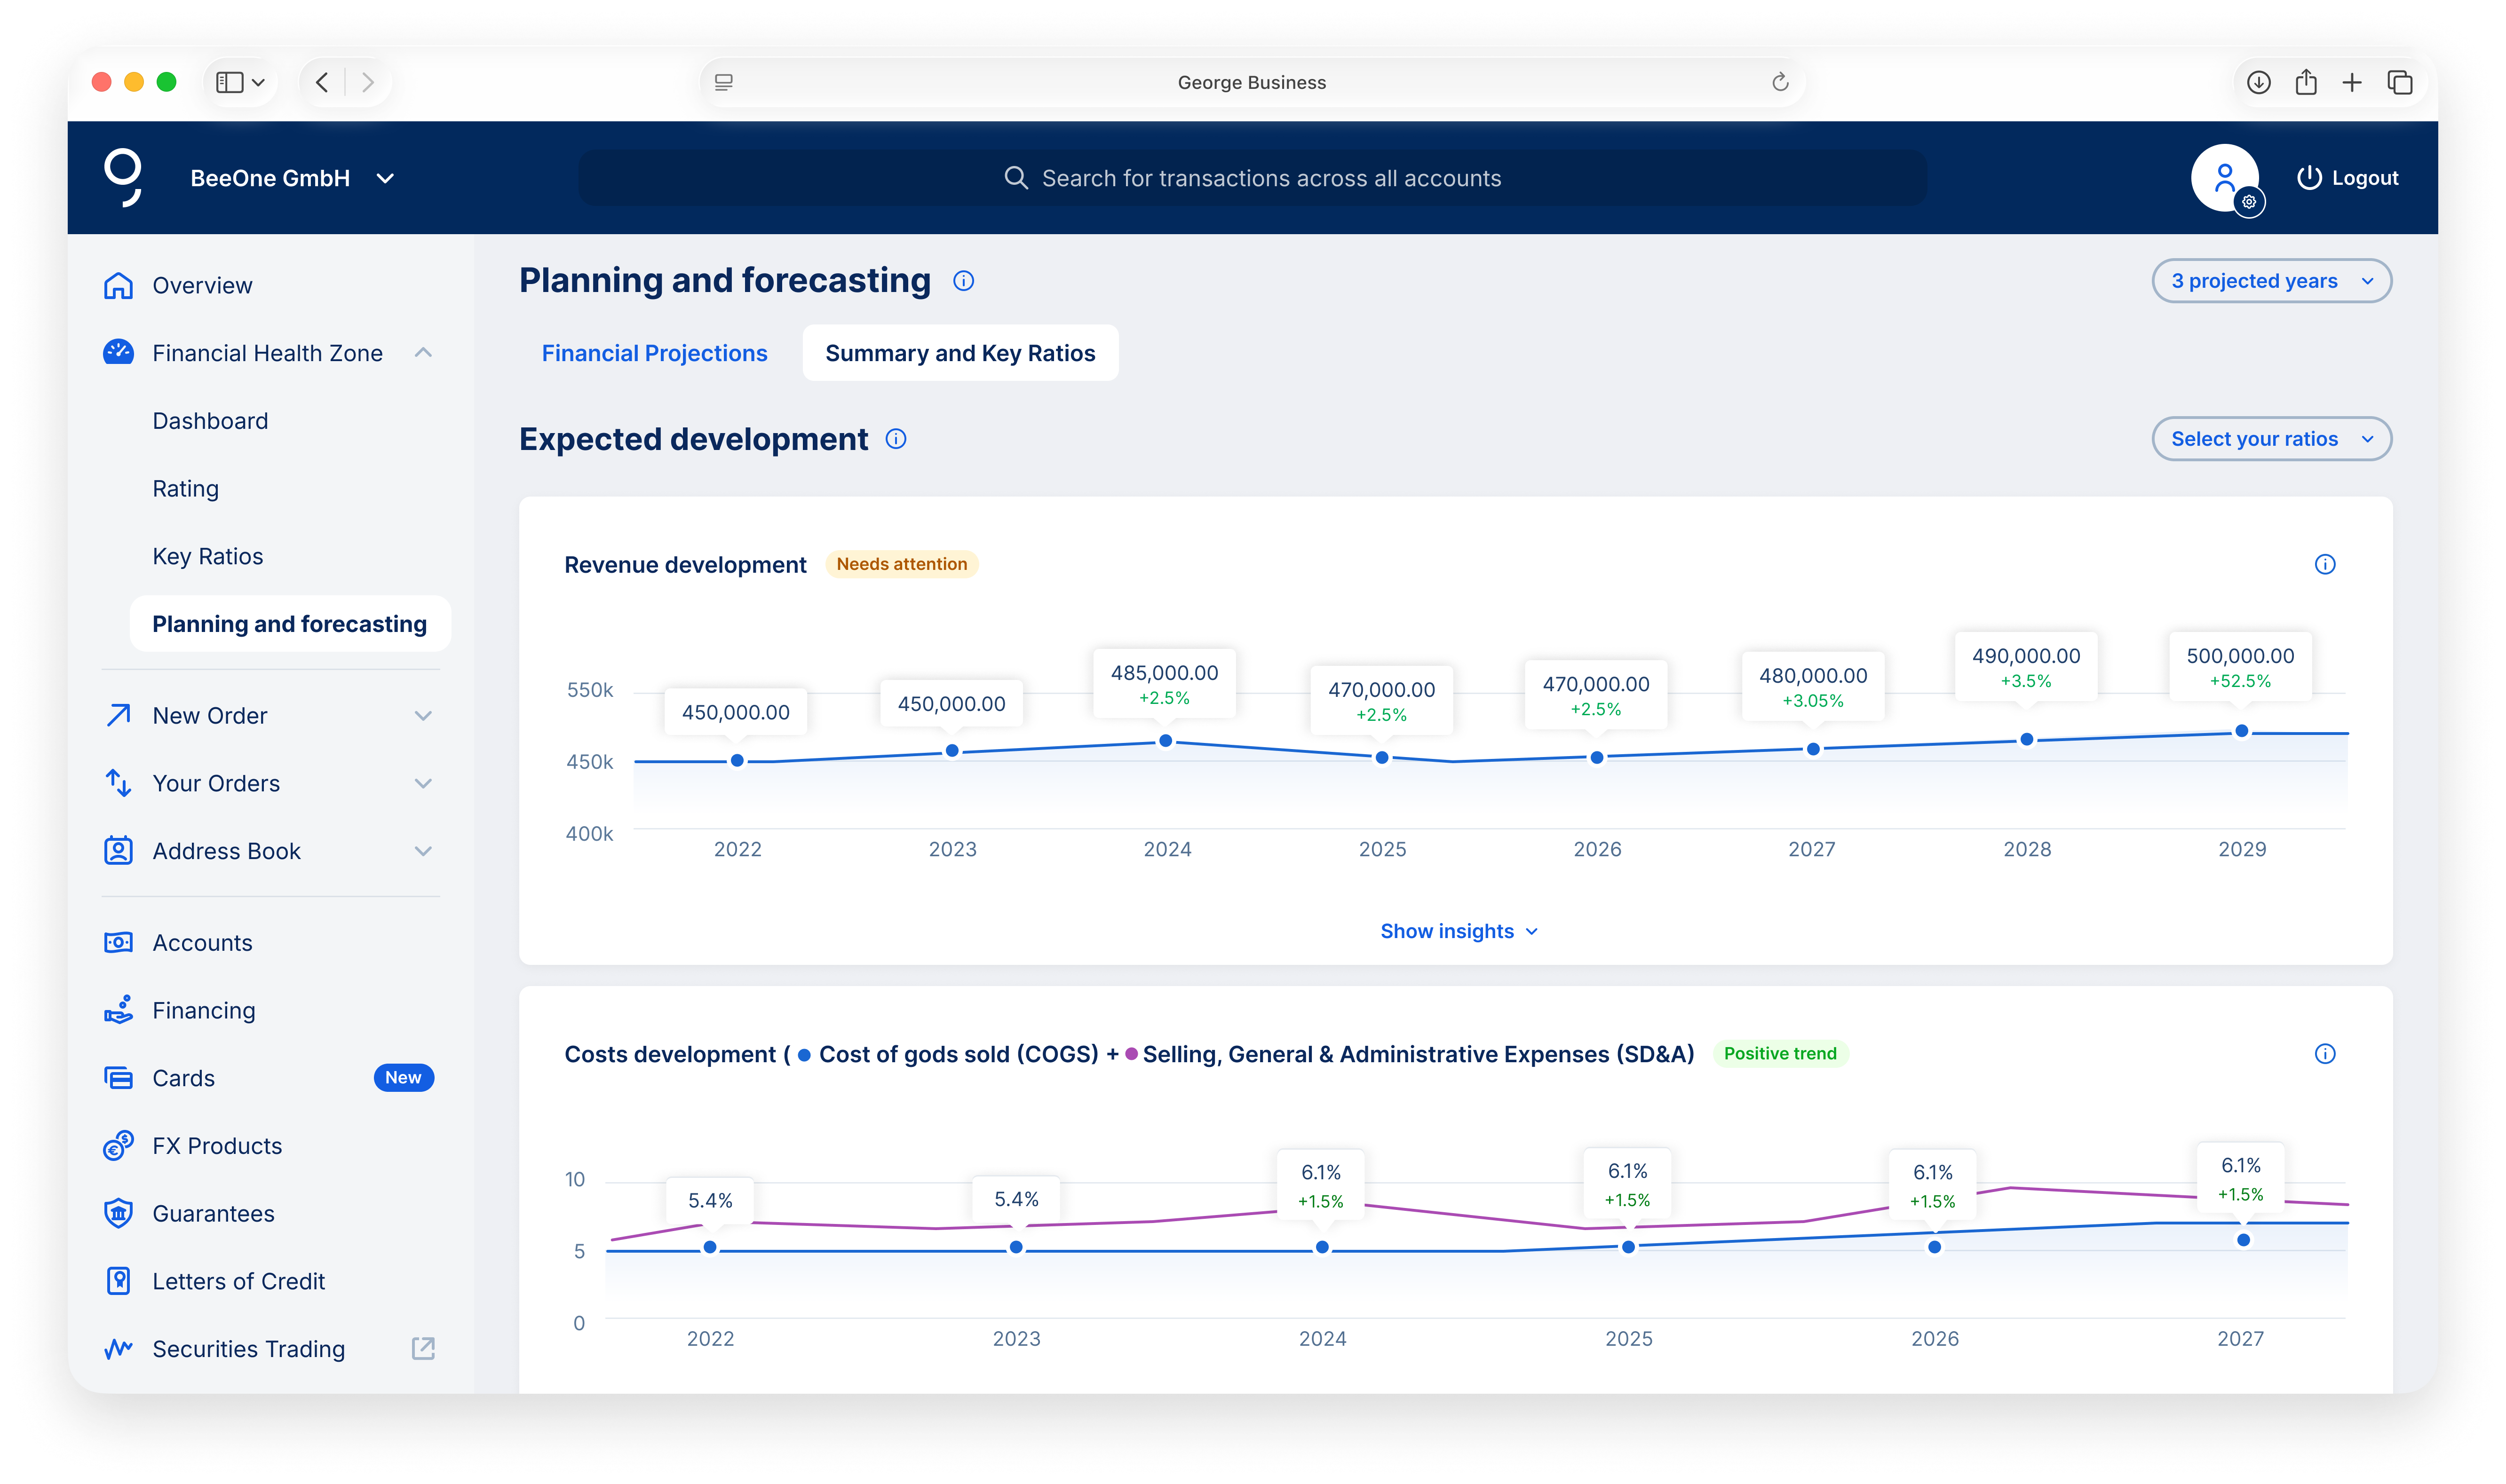 George Business
BeeOne GmbH
Search for transactions across all accounts
Logout
Overview
Financial Health Zone
Dashboard
Rating
Key Ratios
Planning and forecasting
New Order
Your Orders
Address Book
Accounts
Financing
Cards New
FX Products
Guarantees
Letters of Credit
Securities Trading
Planning and forecasting
3 projected years
Financial Projections Summary and Key Ratios
Expected development
Select your ratios
Revenue development Needs attention
550k
450k
400k
450,000.00
450,000.00
485,000.00
+2.5%
470,000.00
+2.5%
470,000.00
+2.5%
480,000.00
+3.05%
490,000.00
+3.5%
500,000.00
+52.5%
2022 2023 2024 2025 2026 2027 2028 2029
Show insights
Costs development ( Cost of gods sold (COGS) + Selling, General & Administrative Expenses (SD&A) Positive trend
10
5
0
5.4%
5.4%
6.1%
+1.5%
6.1%
+1.5%
6.1%
+1.5%
6.1%
+1.5%
2022 2023 2024 2025 2026 2027